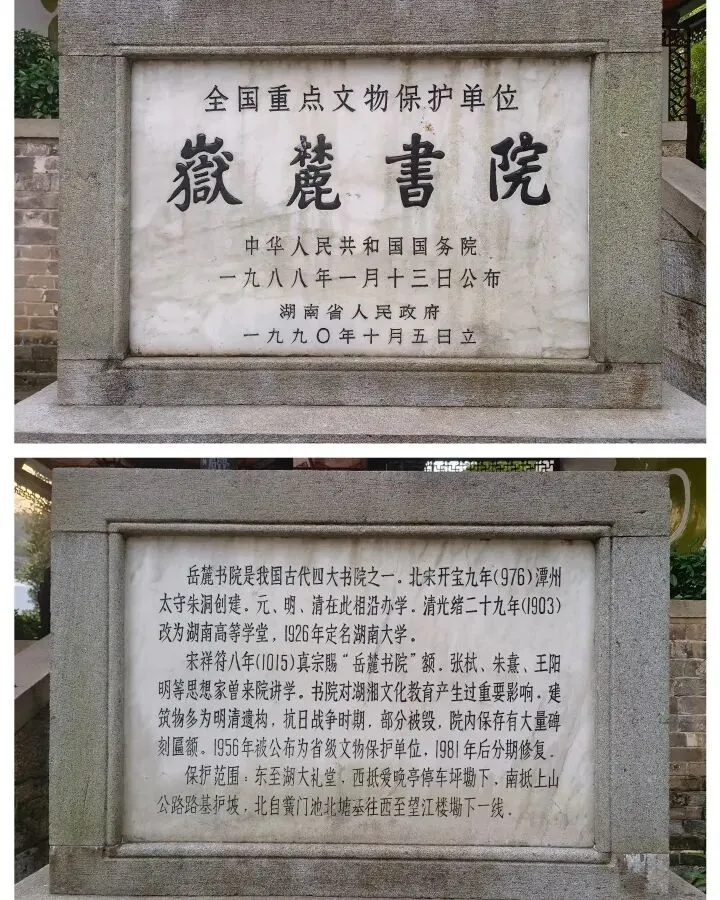 全国重点文物保护单位
嶽麓書院
中华人民共和国国务院
一九八八年一月十三日公布
湖南省人民政府
一九九〇年十月五日立
岳麓书院是我国古代四大书院之一．北宋开宝九年(976)潭州
太守朱洞创建．元、明、清在此相沿办学．清光绪二十九年(1903)
改为湖南高等学堂，1926年定名湖南大学。
宋祥符八年(1015)真宗赐“岳麓书院”额．张栻、朱熹、王阳
明等思想家曾来院讲学。书院对湖湘文化教育产生过重要影响．建
筑物多为明清遗构，抗日战争时期，部分被毁，院内保存有大量碑
刻匾额。1956年被公布为省级文物保护单位，1981年后分期修复．
保护范围：东至湖大礼堂．西抵爱晚亭停车坪墈下，南抵上山
公路路基护坡，北自黉门池北塘基往西至望江楼墈下一线．